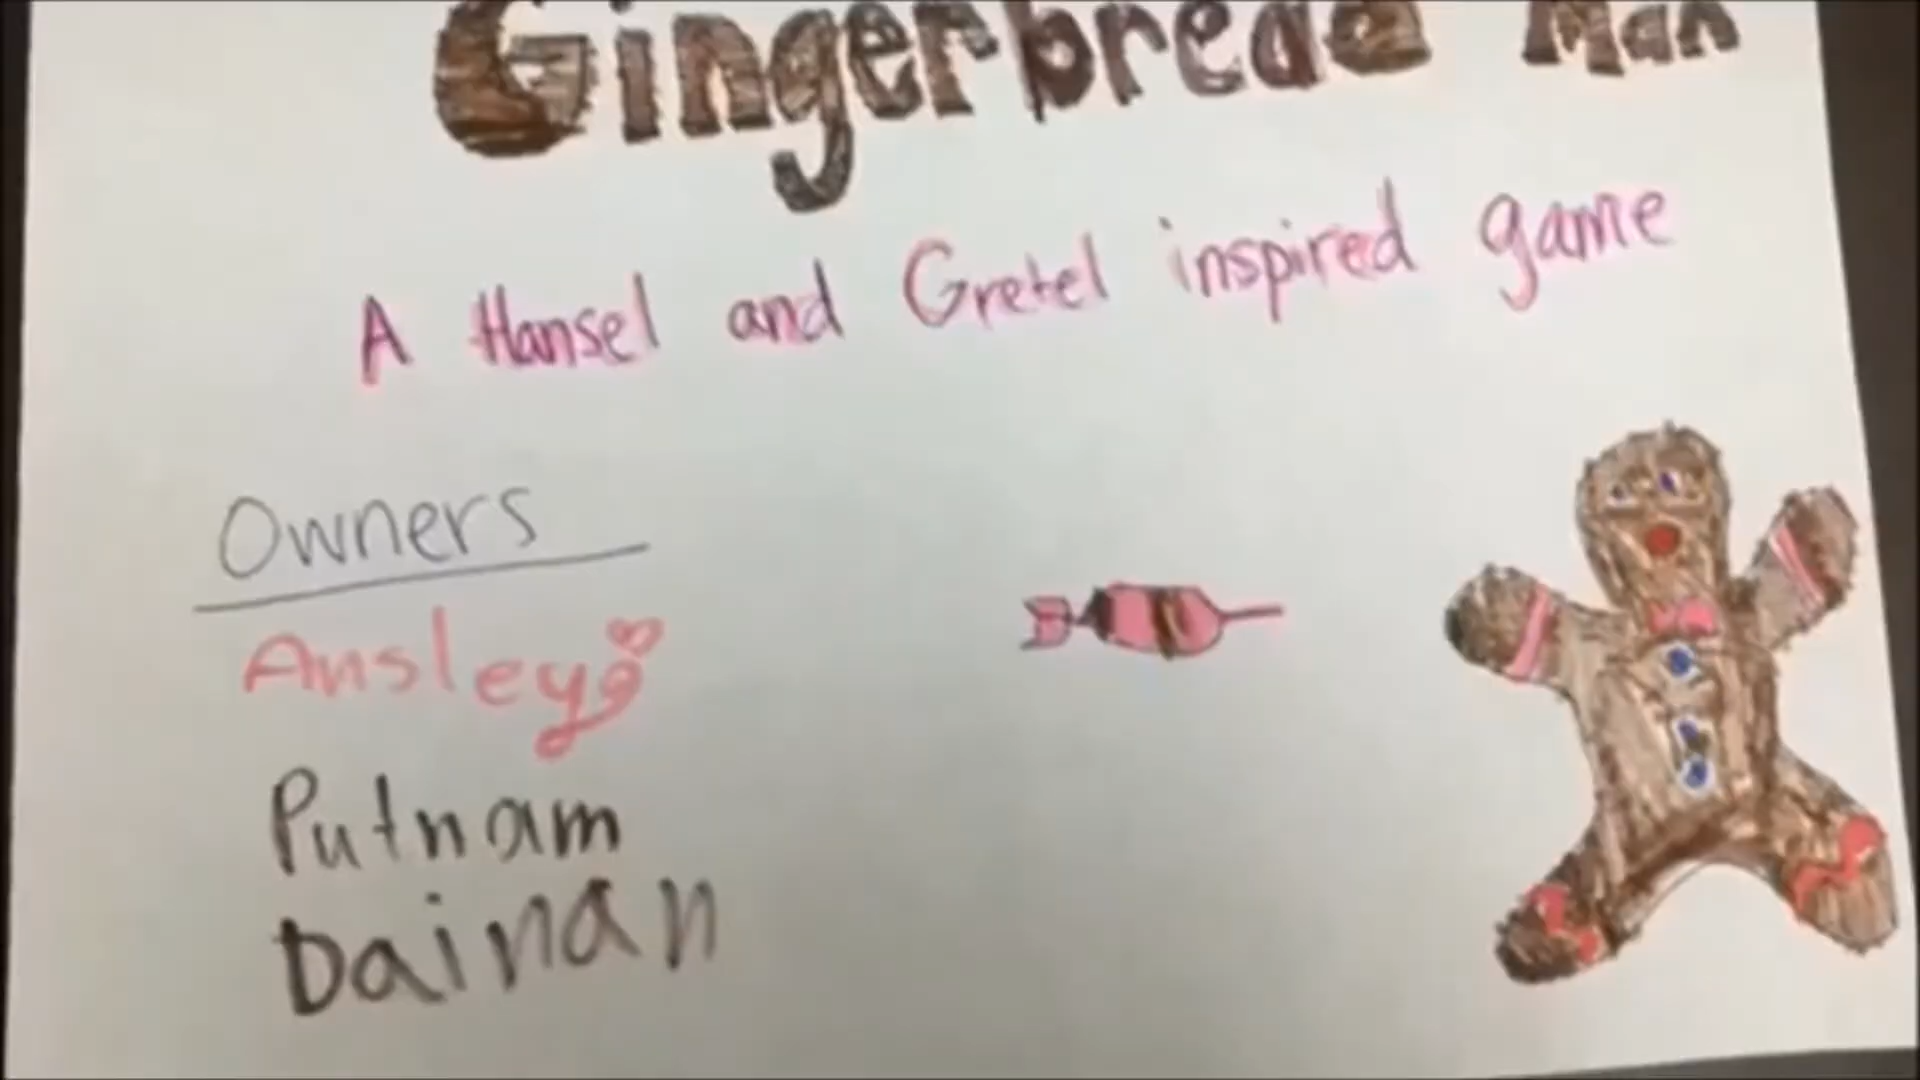 Gingerbread Man
A Hansel and Gretel inspired game
Owners
Ansley
Putnam
Dainan